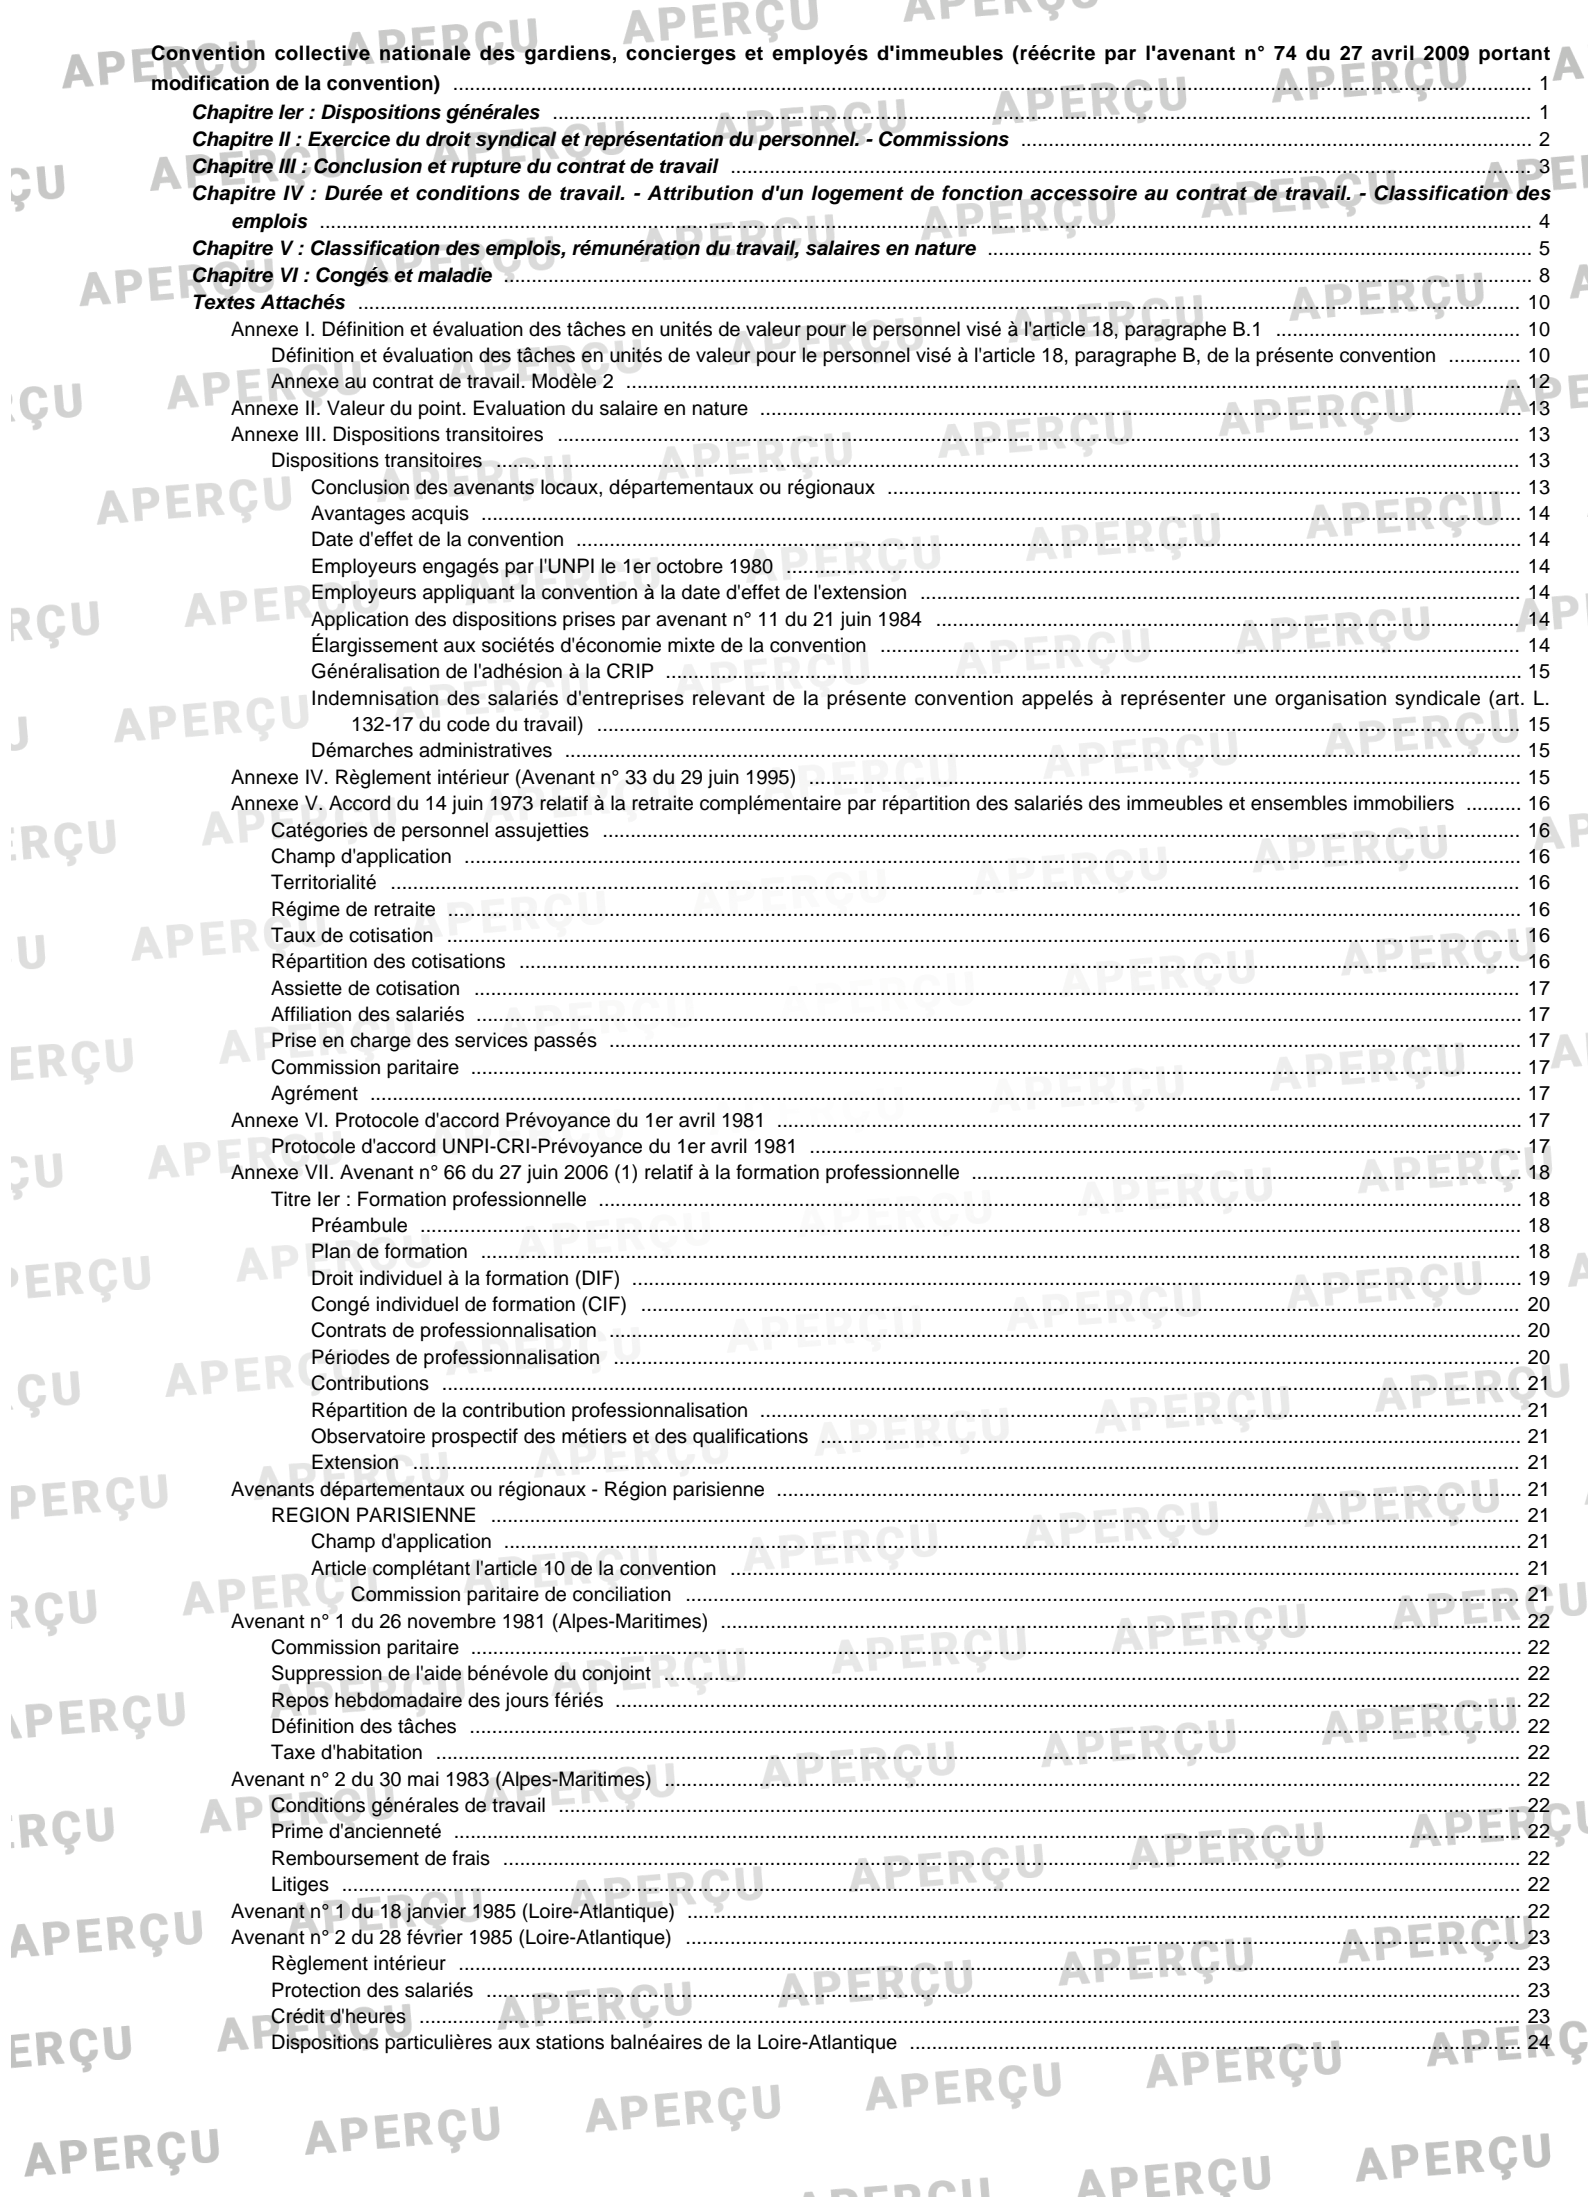 Convention collective nationale des gardiens, concierges et employés d'immeubles (réécrite par l'avenant n° 74 du 27 avril 2009 portant
modification de la convention) 1
Chapitre Ier : Dispositions générales 1
Chapitre II : Exercice du droit syndical et représentation du personnel. - Commissions 2
Chapitre III : Conclusion et rupture du contrat de travail 3
Chapitre IV : Durée et conditions de travail. - Attribution d'un logement de fonction accessoire au contrat de travail. - Classification des
emplois 4
Chapitre V : Classification des emplois, rémunération du travail, salaires en nature 5
Chapitre VI : Congés et maladie 8
Textes Attachés 10
Annexe I. Définition et évaluation des tâches en unités de valeur pour le personnel visé à l'article 18, paragraphe B.1 10
Définition et évaluation des tâches en unités de valeur pour le personnel visé à l'article 18, paragraphe B, de la présente convention 10
Annexe au contrat de travail. Modèle 2 12
Annexe II. Valeur du point. Evaluation du salaire en nature 13
Annexe III. Dispositions transitoires 13
Dispositions transitoires 13
Conclusion des avenants locaux, départementaux ou régionaux 13
Avantages acquis 14
Date d'effet de la convention 14
Employeurs engagés par l'UNPI le 1er octobre 1980 14
Employeurs appliquant la convention à la date d'effet de l'extension 14
Application des dispositions prises par avenant n° 11 du 21 juin 1984 14
Élargissement aux sociétés d'économie mixte de la convention 14
Généralisation de l'adhésion à la CRIP 15
Indemnisation des salariés d'entreprises relevant de la présente convention appelés à représenter une organisation syndicale (art. L.
132-17 du code du travail) 15
Démarches administratives 15
Annexe IV. Règlement intérieur (Avenant n° 33 du 29 juin 1995) 15
Annexe V. Accord du 14 juin 1973 relatif à la retraite complémentaire par répartition des salariés des immeubles et ensembles immobiliers 16
Catégories de personnel assujetties 16
Champ d'application 16
Territorialité 16
Régime de retraite 16
Taux de cotisation 16
Répartition des cotisations 16
Assiette de cotisation 17
Affiliation des salariés 17
Prise en charge des services passés 17
Commission paritaire 17
Agrément 17
Annexe VI. Protocole d'accord Prévoyance du 1er avril 1981 17
Protocole d'accord UNPI-CRI-Prévoyance du 1er avril 1981 17
Annexe VII. Avenant n° 66 du 27 juin 2006 (1) relatif à la formation professionnelle 18
Titre Ier : Formation professionnelle 18
Préambule 18
Plan de formation 18
Droit individuel à la formation (DIF) 19
Congé individuel de formation (CIF) 20
Contrats de professionnalisation 20
Périodes de professionnalisation 20
Contributions 21
Répartition de la contribution professionnalisation 21
Observatoire prospectif des métiers et des qualifications 21
Extension 21
Avenants départementaux ou régionaux - Région parisienne 21
REGION PARISIENNE 21
Champ d'application 21
Article complétant l'article 10 de la convention 21
Commission paritaire de conciliation 21
Avenant n° 1 du 26 novembre 1981 (Alpes-Maritimes) 22
Commission paritaire 22
Suppression de l'aide bénévole du conjoint 22
Repos hebdomadaire des jours fériés 22
Définition des tâches 22
Taxe d'habitation 22
Avenant n° 2 du 30 mai 1983 (Alpes-Maritimes) 22
Conditions générales de travail 22
Prime d'ancienneté 22
Remboursement de frais 22
Litiges 22
Avenant n° 1 du 18 janvier 1985 (Loire-Atlantique) 22
Avenant n° 2 du 28 février 1985 (Loire-Atlantique) 23
Règlement intérieur 23
Protection des salariés 23
Crédit d'heures 23
Dispositions particulières aux stations balnéaires de la Loire-Atlantique 24
APERÇU